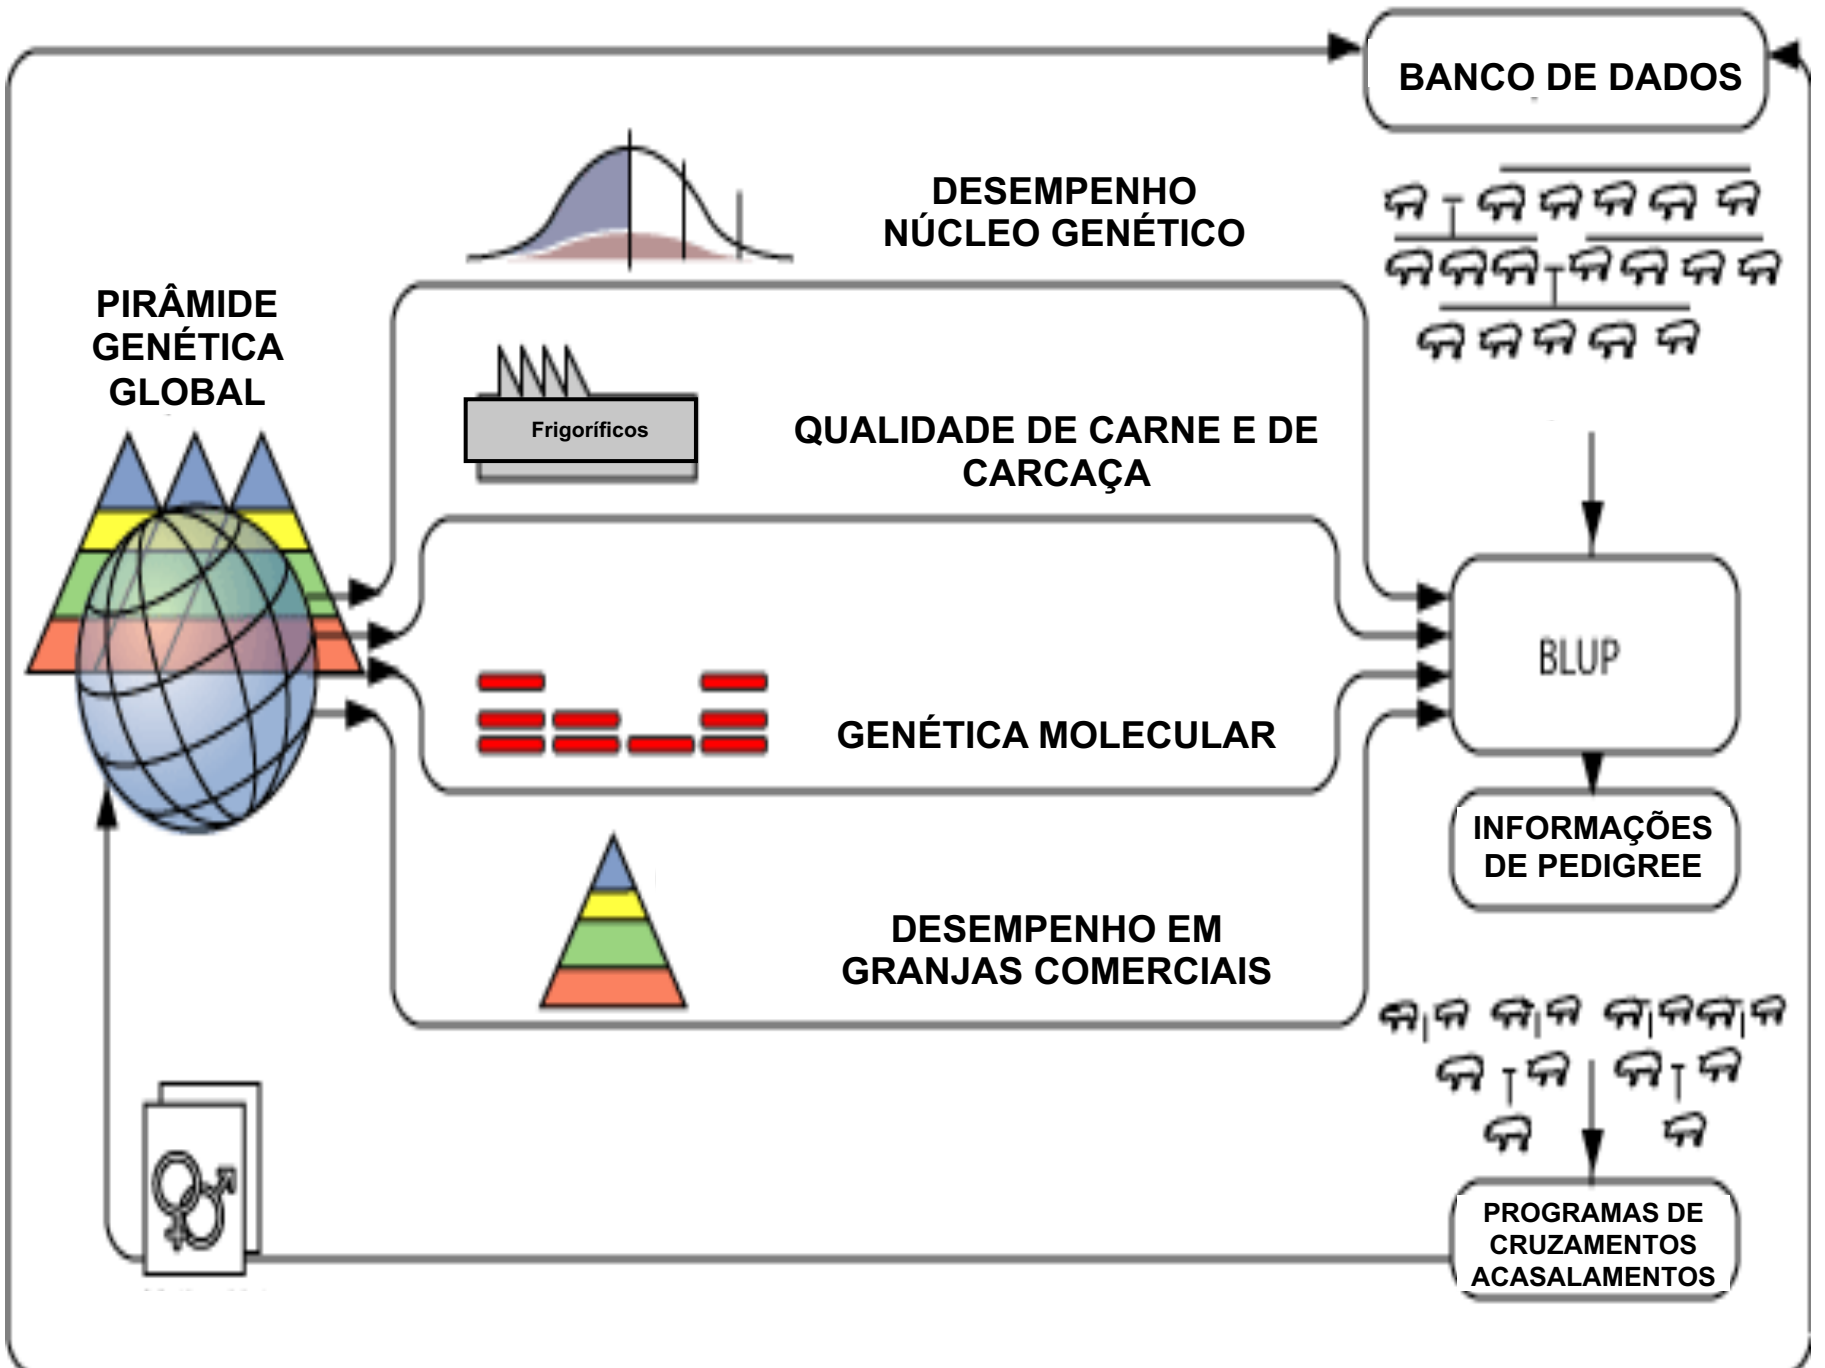 BANCO DE DADOS
DESEMPENHO
NÚCLEO GENÉTICO
PIRÂMIDE
GENÉTICA
GLOBAL
Frigoríficos
QUALIDADE DE CARNE E DE
CARCAÇA
BLUP
GENÉTICA MOLECULAR
INFORMAÇÕES
DE PEDIGREE
DESEMPENHO EM
GRANJAS COMERCIAIS
PROGRAMAS DE
CRUZAMENTOS
ACASALAMENTOS